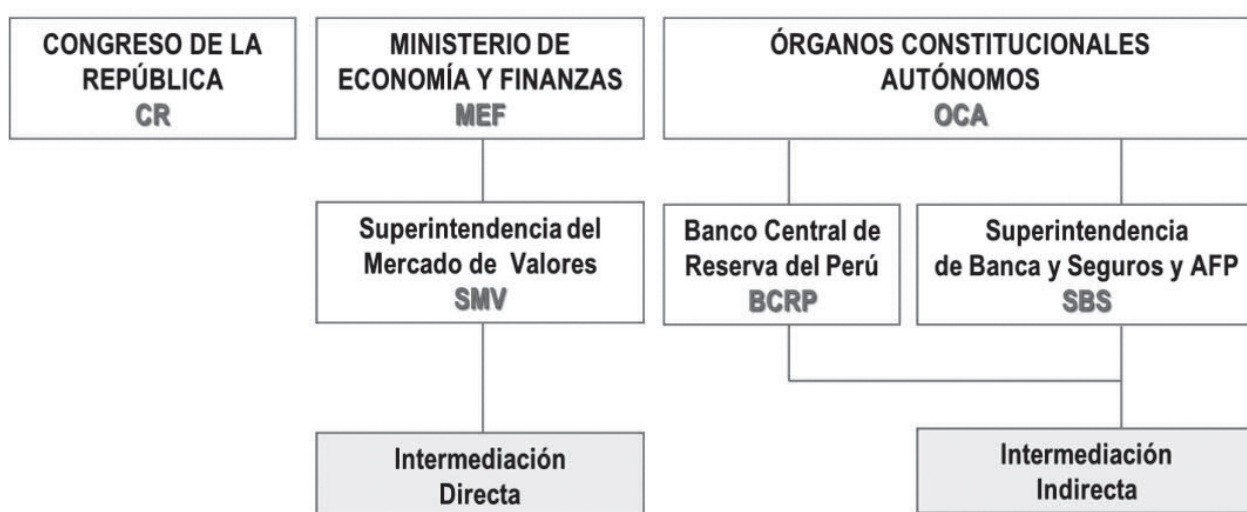 CONGRESO DE LA
REPÚBLICA
CR
MINISTERIO DE
ECONOMÍA Y FINANZAS
MEF
ÓRGANOS CONSTITUCIONALES
AUTÓNOMOS
OCA
Superintendencia del
Mercado de Valores
SMV
Banco Central de
Reserva del Perú
BCRP
Superintendencia
de Banca y Seguros y AFP
SBS
Intermediación
Directa
Intermediación
Indirecta